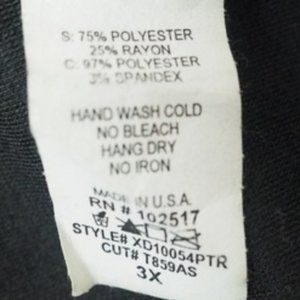 S: 75% POLYESTER
25% RAYON
C: 97% POLYESTER
3% SPANDEX
HAND WASH COLD
NO BLEACH
HANG DRY
NO IRON
MADE IN U.S.A.
RN # 102517
STYLE# XD10054PTR
CUT# T859AS
3X